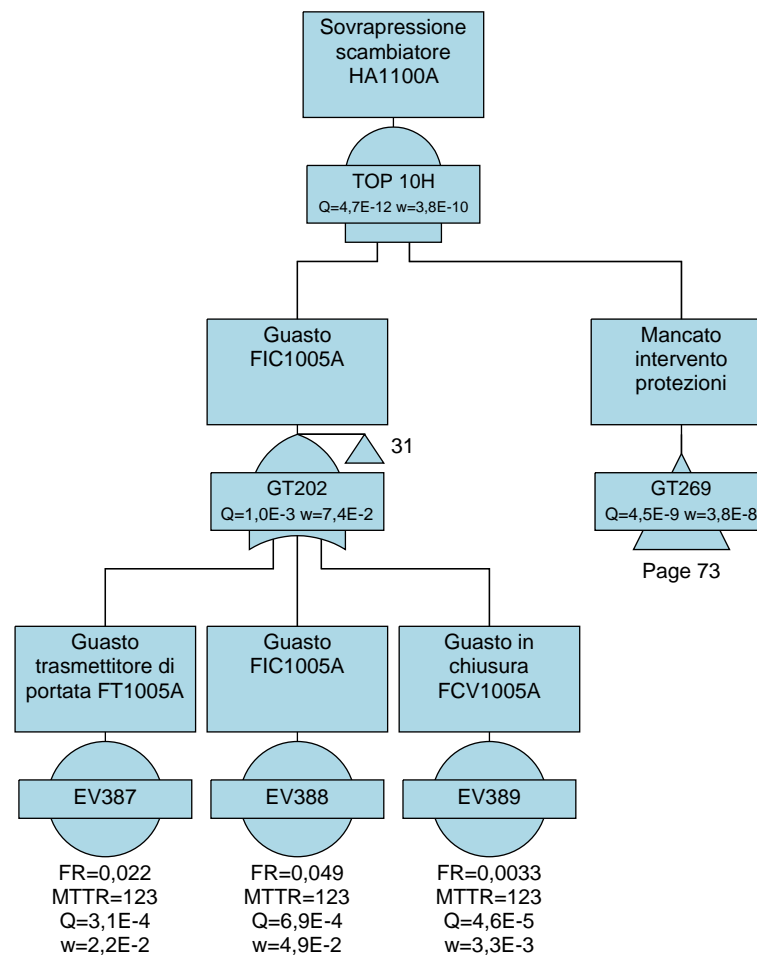 Sovrapressione
scambiatore
HA1100A
TOP 10H
Q=4,7E-12 w=3,8E-10
Guasto
FIC1005A
Mancato
intervento
protezioni
31
GT202
Q=1,0E-3 w=7,4E-2
GT269
Q=4,5E-9 w=3,8E-8
Page 73
Guasto
trasmettitore di
portata FT1005A
Guasto
FIC1005A
Guasto in
chiusura
FCV1005A
EV387
EV388
EV389
FR=0,022
MTTR=123
Q=3,1E-4
w=2,2E-2
FR=0,049
MTTR=123
Q=6,9E-4
w=4,9E-2
FR=0,0033
MTTR=123
Q=4,6E-5
w=3,3E-3